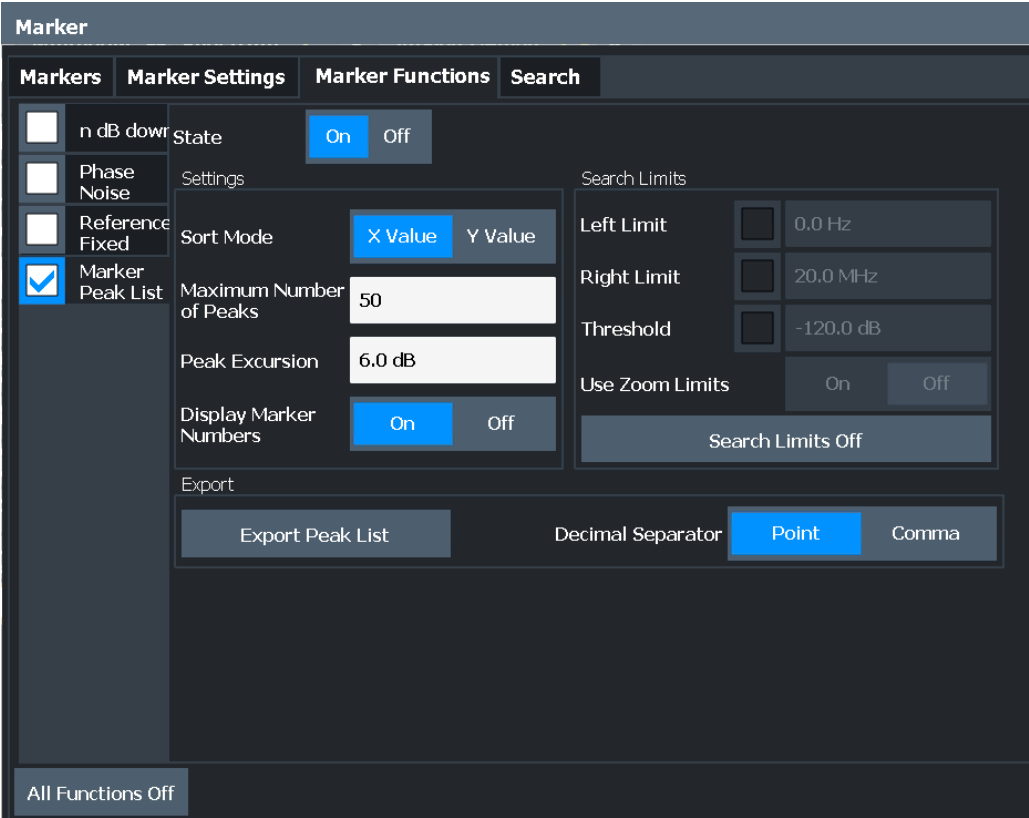 Marker
Markers Marker Settings Marker Functions Search
n dB down
Phase
Noise
Reference
Fixed
Marker
Peak List
State On Off
Settings
Sort Mode X Value Y Value
Maximum Number
of Peaks
50
Peak Excursion 6.0 dB
Display Marker
Numbers
On Off
Search Limits
Left Limit 0.0 Hz
Right Limit 20.0 MHz
Threshold -120.0 dB
Use Zoom Limits On Off
Search Limits Off
Export
Export Peak List Decimal Separator Point Comma
All Functions Off